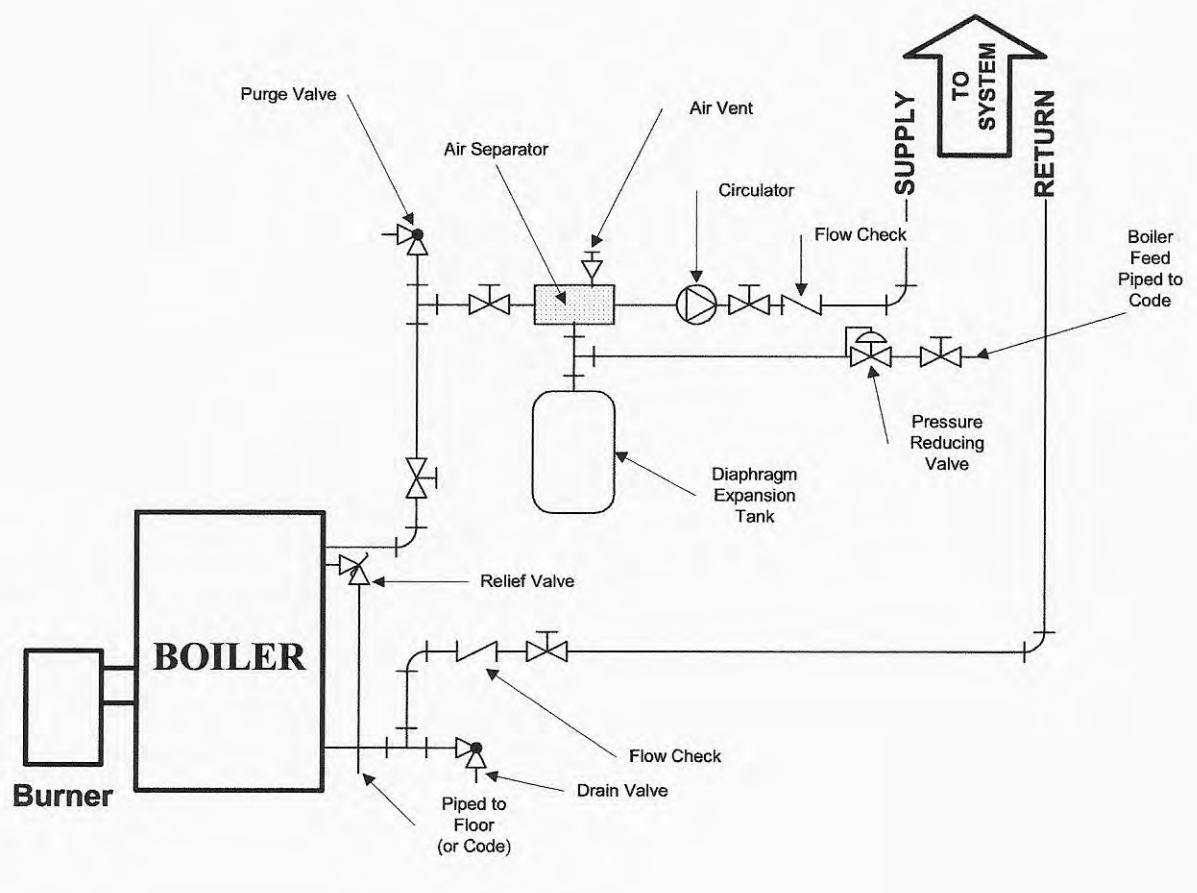 TO
SYSTEM
SUPPLY
RETURN
Purge Valve
Air Vent
Air Separator
Circulator
Flow Check
Boiler
Feed
Piped to
Code
Pressure
Reducing
Valve
Diaphragm
Expansion
Tank
Relief Valve
BOILER
Burner
Flow Check
Drain Valve
Piped to
Floor
(or Code)